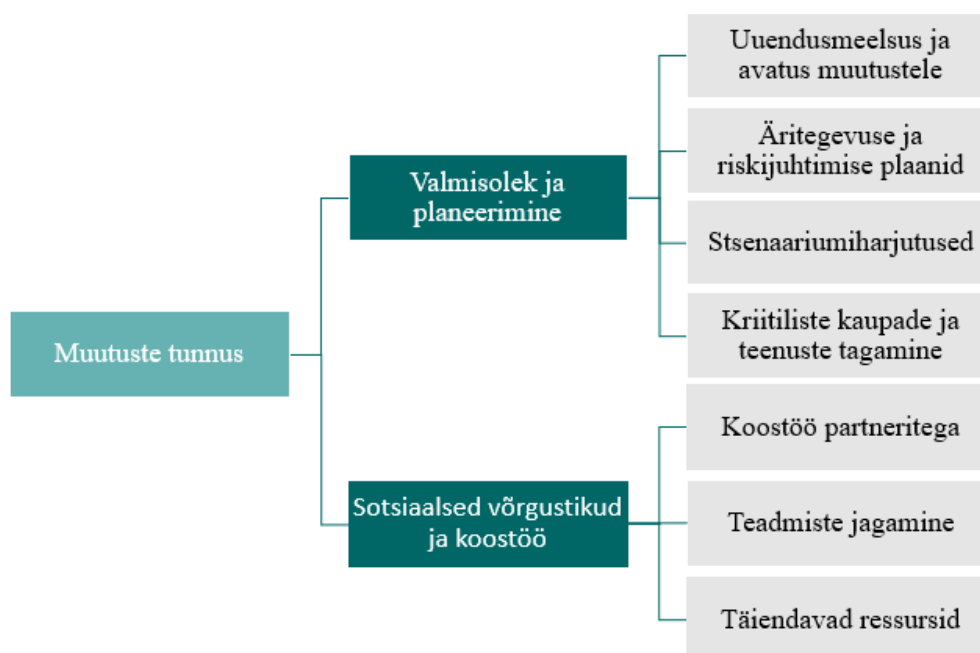 Uuendusmeelsus ja
avatus muutustele
Äritegevuse ja
riskijuhtimise plaanid
Valmisolek ja
planeerimine
Stsenaariumiharjutused
Kriitiliste kaupade ja
teenuste tagamine
Muutuste tunnus
Koostöö partneritega
Sotsiaalsed võrgustikud
ja koostöö
Teadmiste jagamine
Täiendavad ressursid